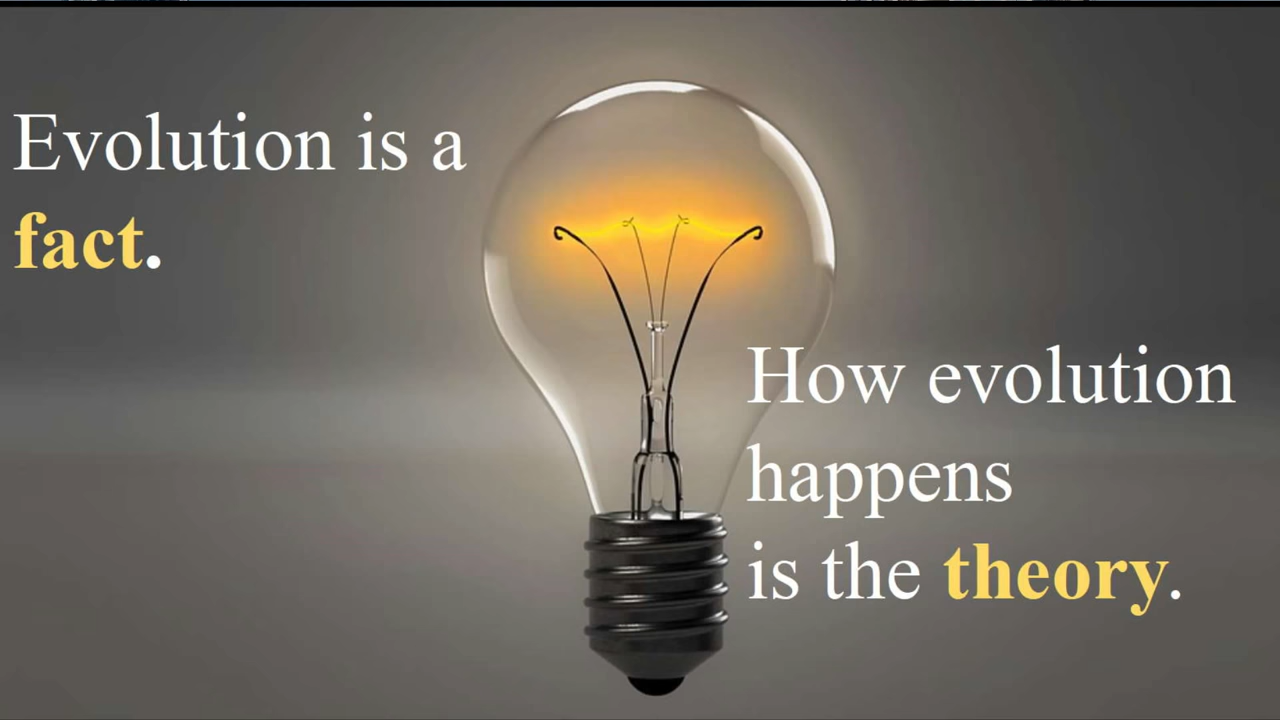 Evolution is a
fact.
How evolution
happens
is the theory.